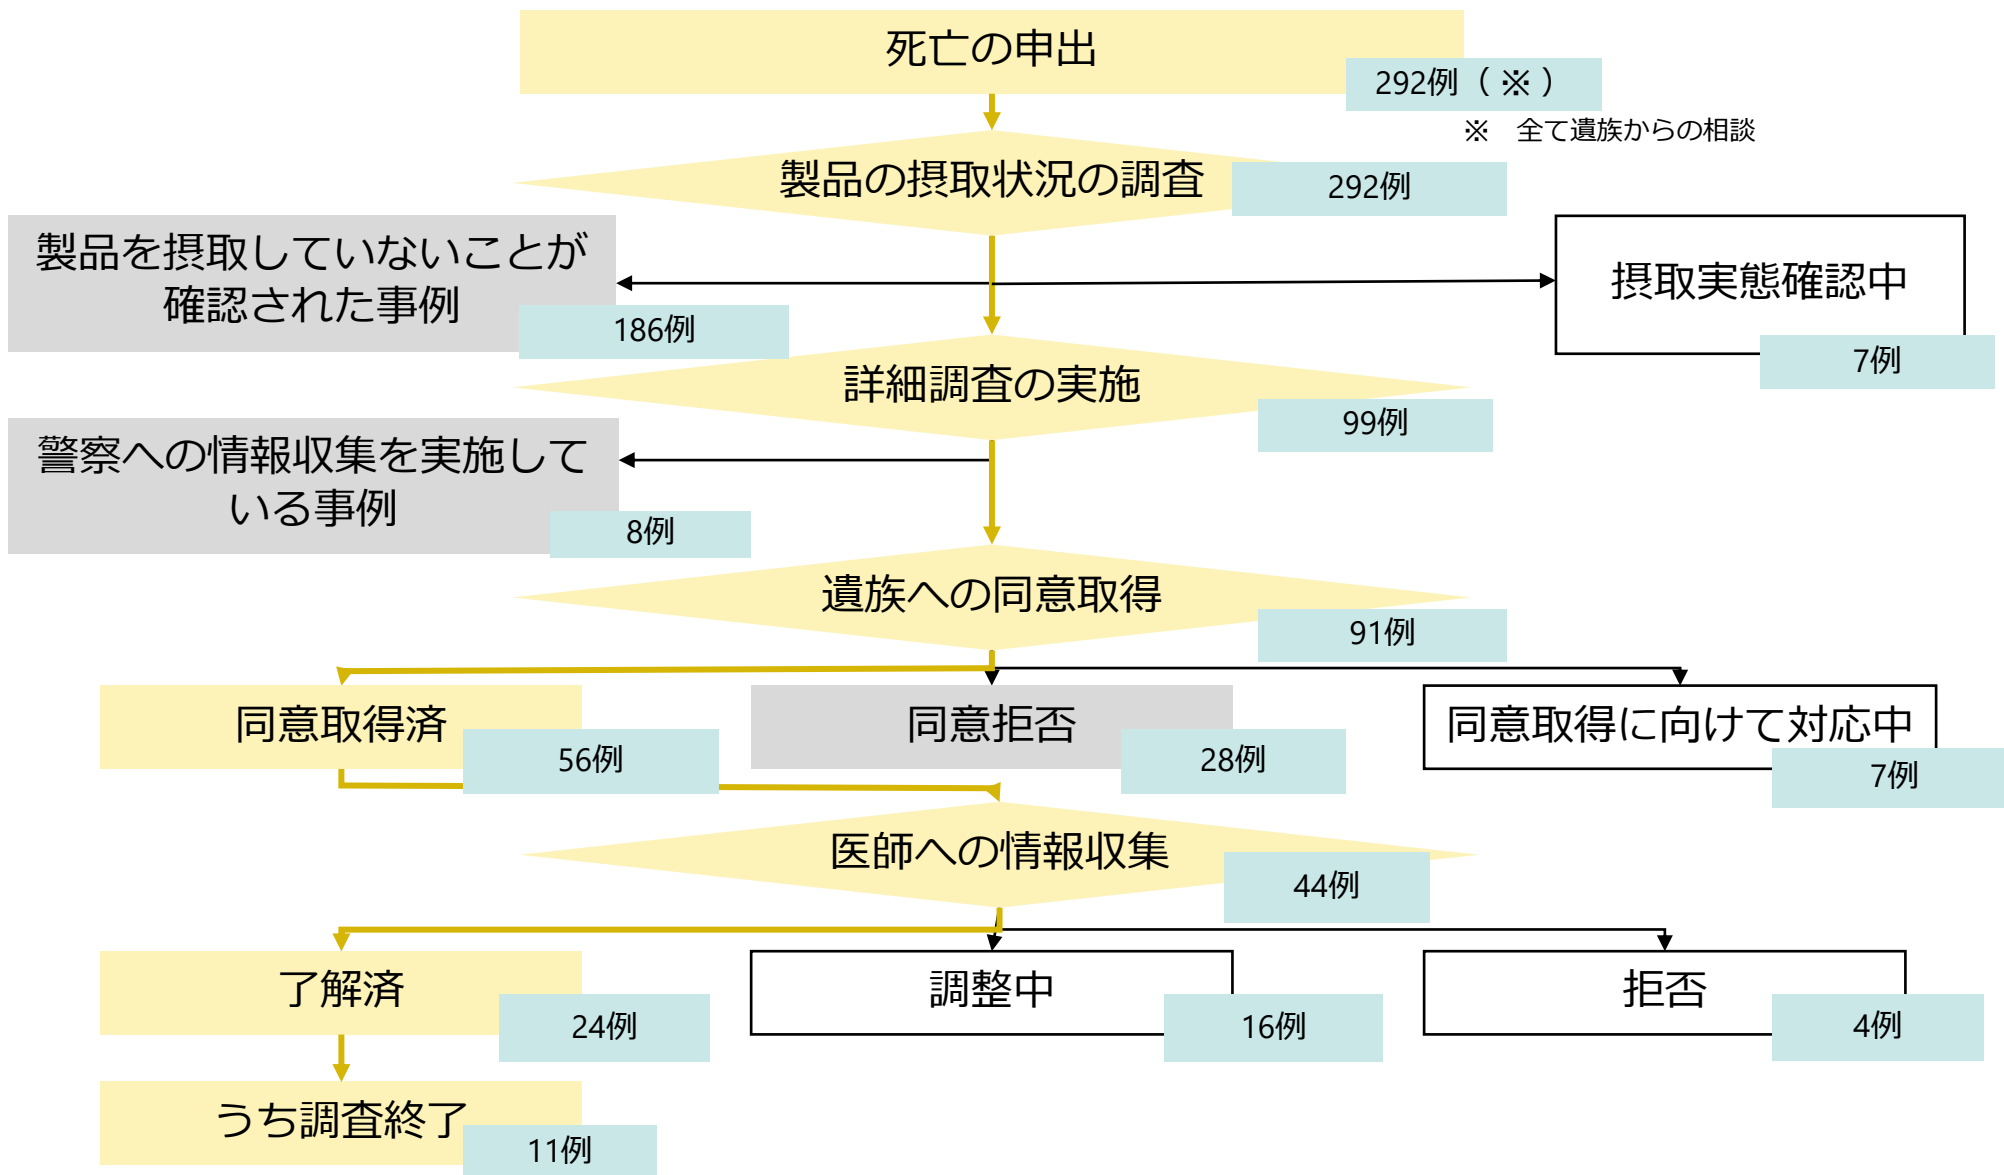 死亡の申出
292例（※）
※　全て遺族からの相談
製品の摂取状況の調査
292例
製品を摂取していないことが
確認された事例
186例
摂取実態確認中
7例
詳細調査の実施
99例
警察への情報収集を実施して
いる事例
8例
遺族への同意取得
91例
同意取得済
56例
同意拒否
28例
同意取得に向けて対応中
7例
医師への情報収集
44例
了解済
24例
調整中
16例
拒否
4例
うち調査終了
11例